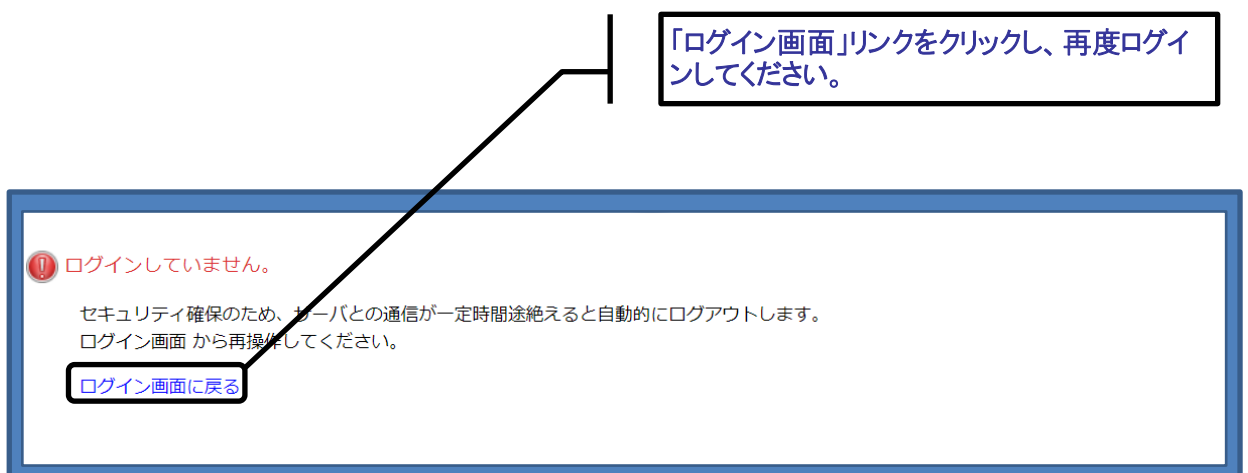 「ログイン画面」リンクをクリックし、再度ログイ
ンしてください。
ログインしていません。
セキュリティ確保のため、サーバとの通信が一定時間途絶えると自動的にログアウトします。
ログイン画面 から再操作してください。
ログイン画面に戻る